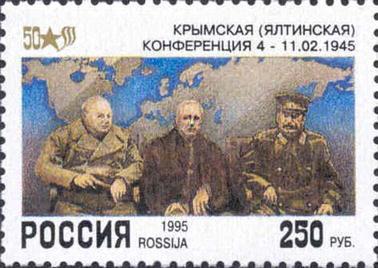 50
КРЫМСКАЯ (ЯЛТИНСКАЯ)
КОНФЕРЕНЦИЯ 4 - 11.02.1945
РОССИЯ
1995
ROSSIJA
250 РУБ.